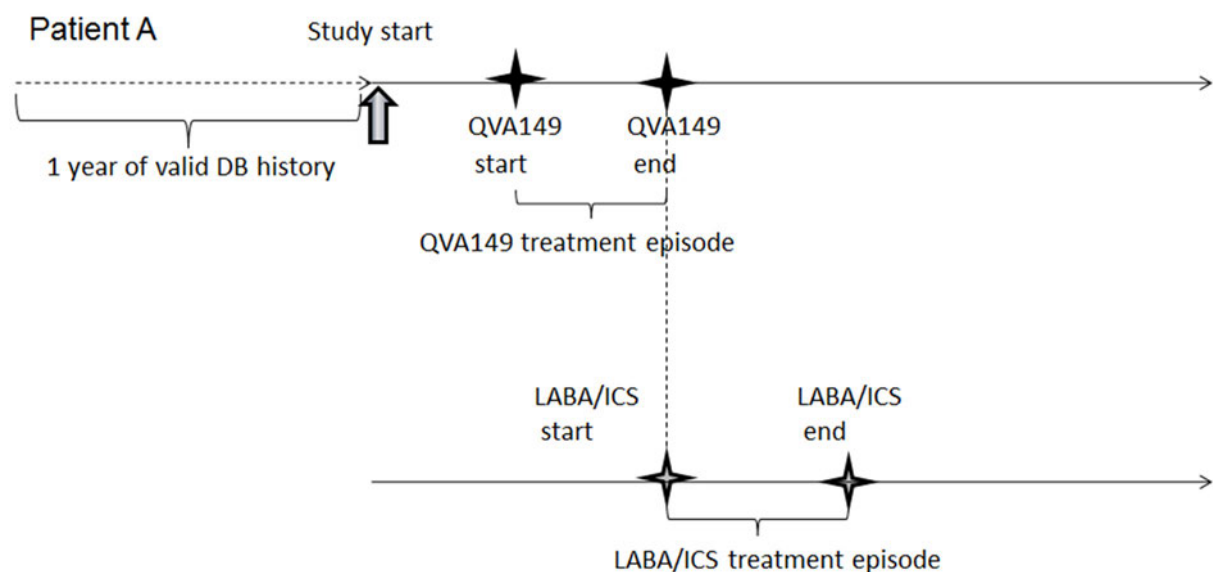 Patient A
Study start
1 year of valid DB history
QVA149
start
QVA149
end
QVA149 treatment episode
LABA/ICS
start
LABA/ICS
end
LABA/ICS treatment episode